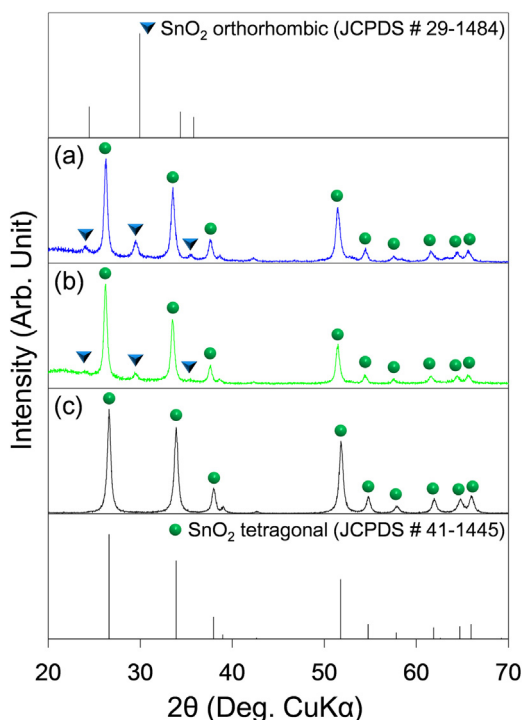 SnO₂ orthorhombic (JCPDS # 29-1484)
(a)
(b)
(c)
SnO₂ tetragonal (JCPDS # 41-1445)
Intensity (Arb. Unit)
20 30 40 50 60 70
2θ (Deg. CuKα)